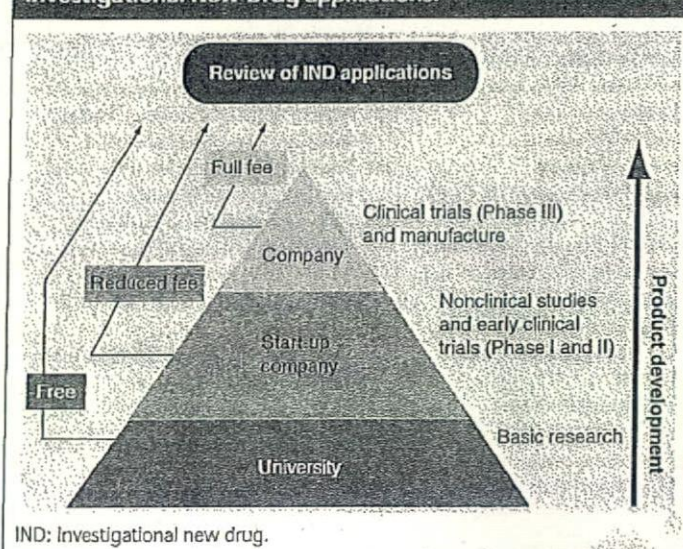 Review of IND applications
Full fee
Clinical trials (Phase III)
and manufacture
Company
Reduced fee
Nonclinical studies
and early clinical
trials (Phase I and II)
Start-up
company
Product development
Free
Basic research
University
IND: Investigational new drug.